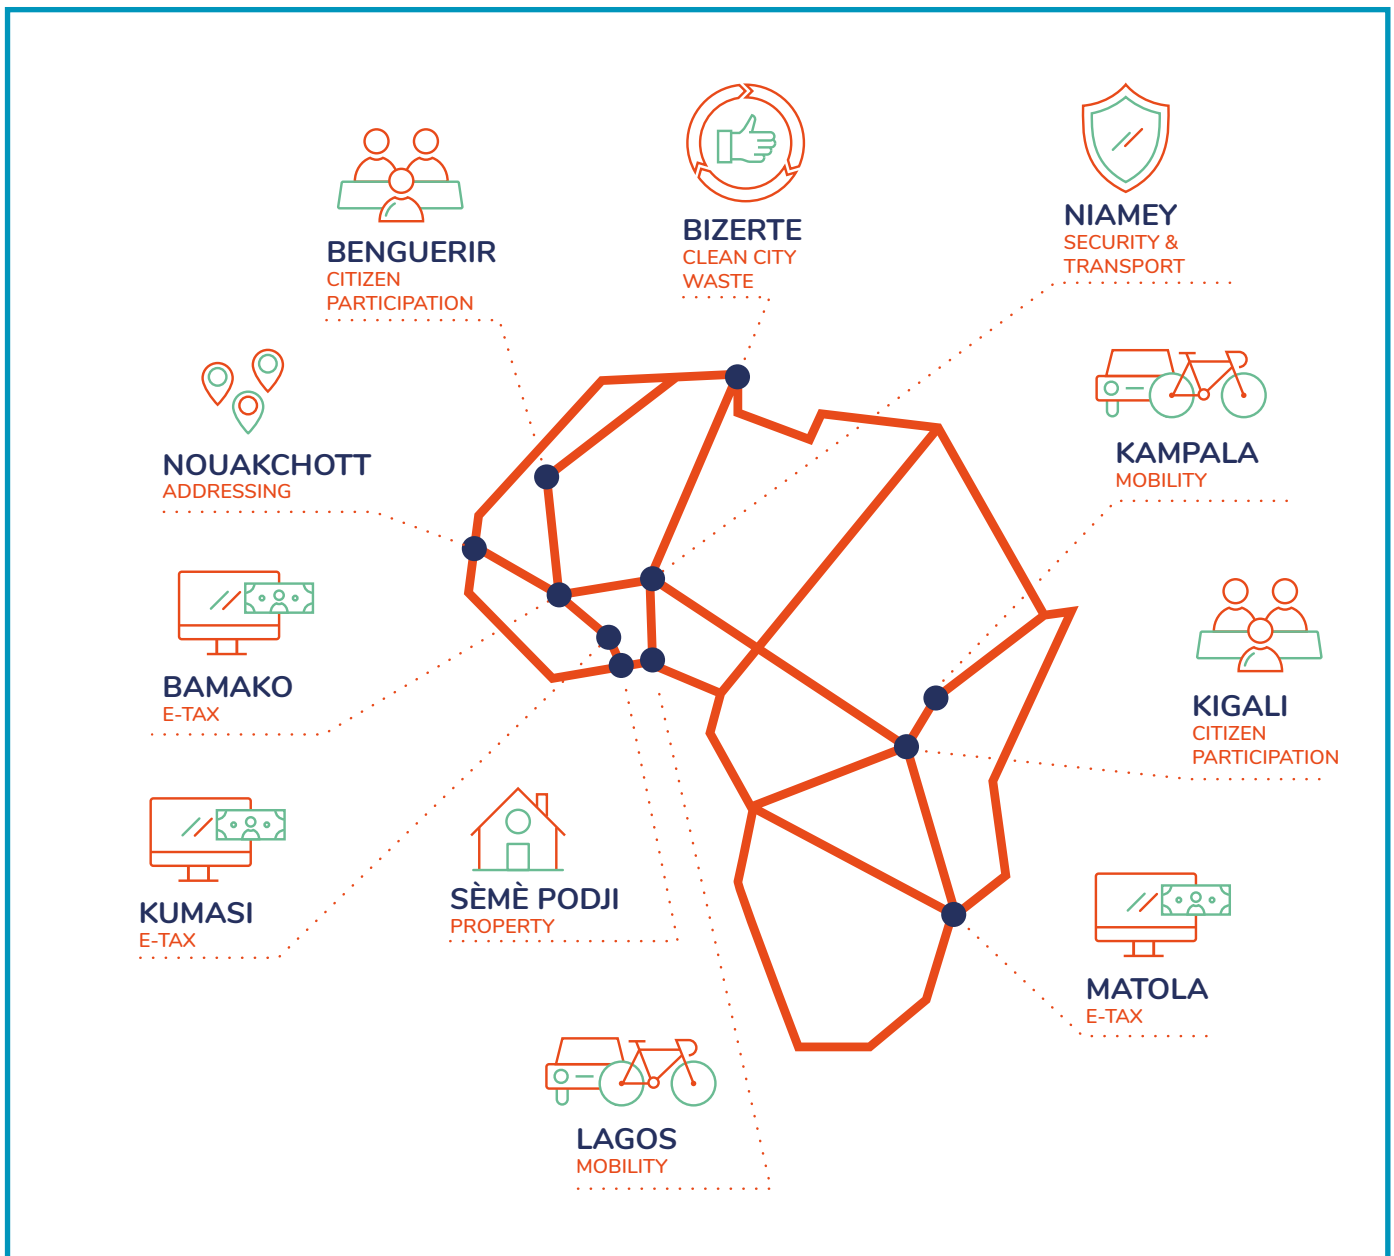 BENGUERIR
CITIZEN
PARTICIPATION
BIZERTE
CLEAN CITY
WASTE
NIAMEY
SECURITY &
TRANSPORT
NOUAKCHOTT
ADDRESSING
KAMPALA
MOBILITY
BAMAKO
E-TAX
KIGALI
CITIZEN
PARTICIPATION
KUMASI
E-TAX
SÈMÈ PODJI
PROPERTY
MATOLA
E-TAX
LAGOS
MOBILITY